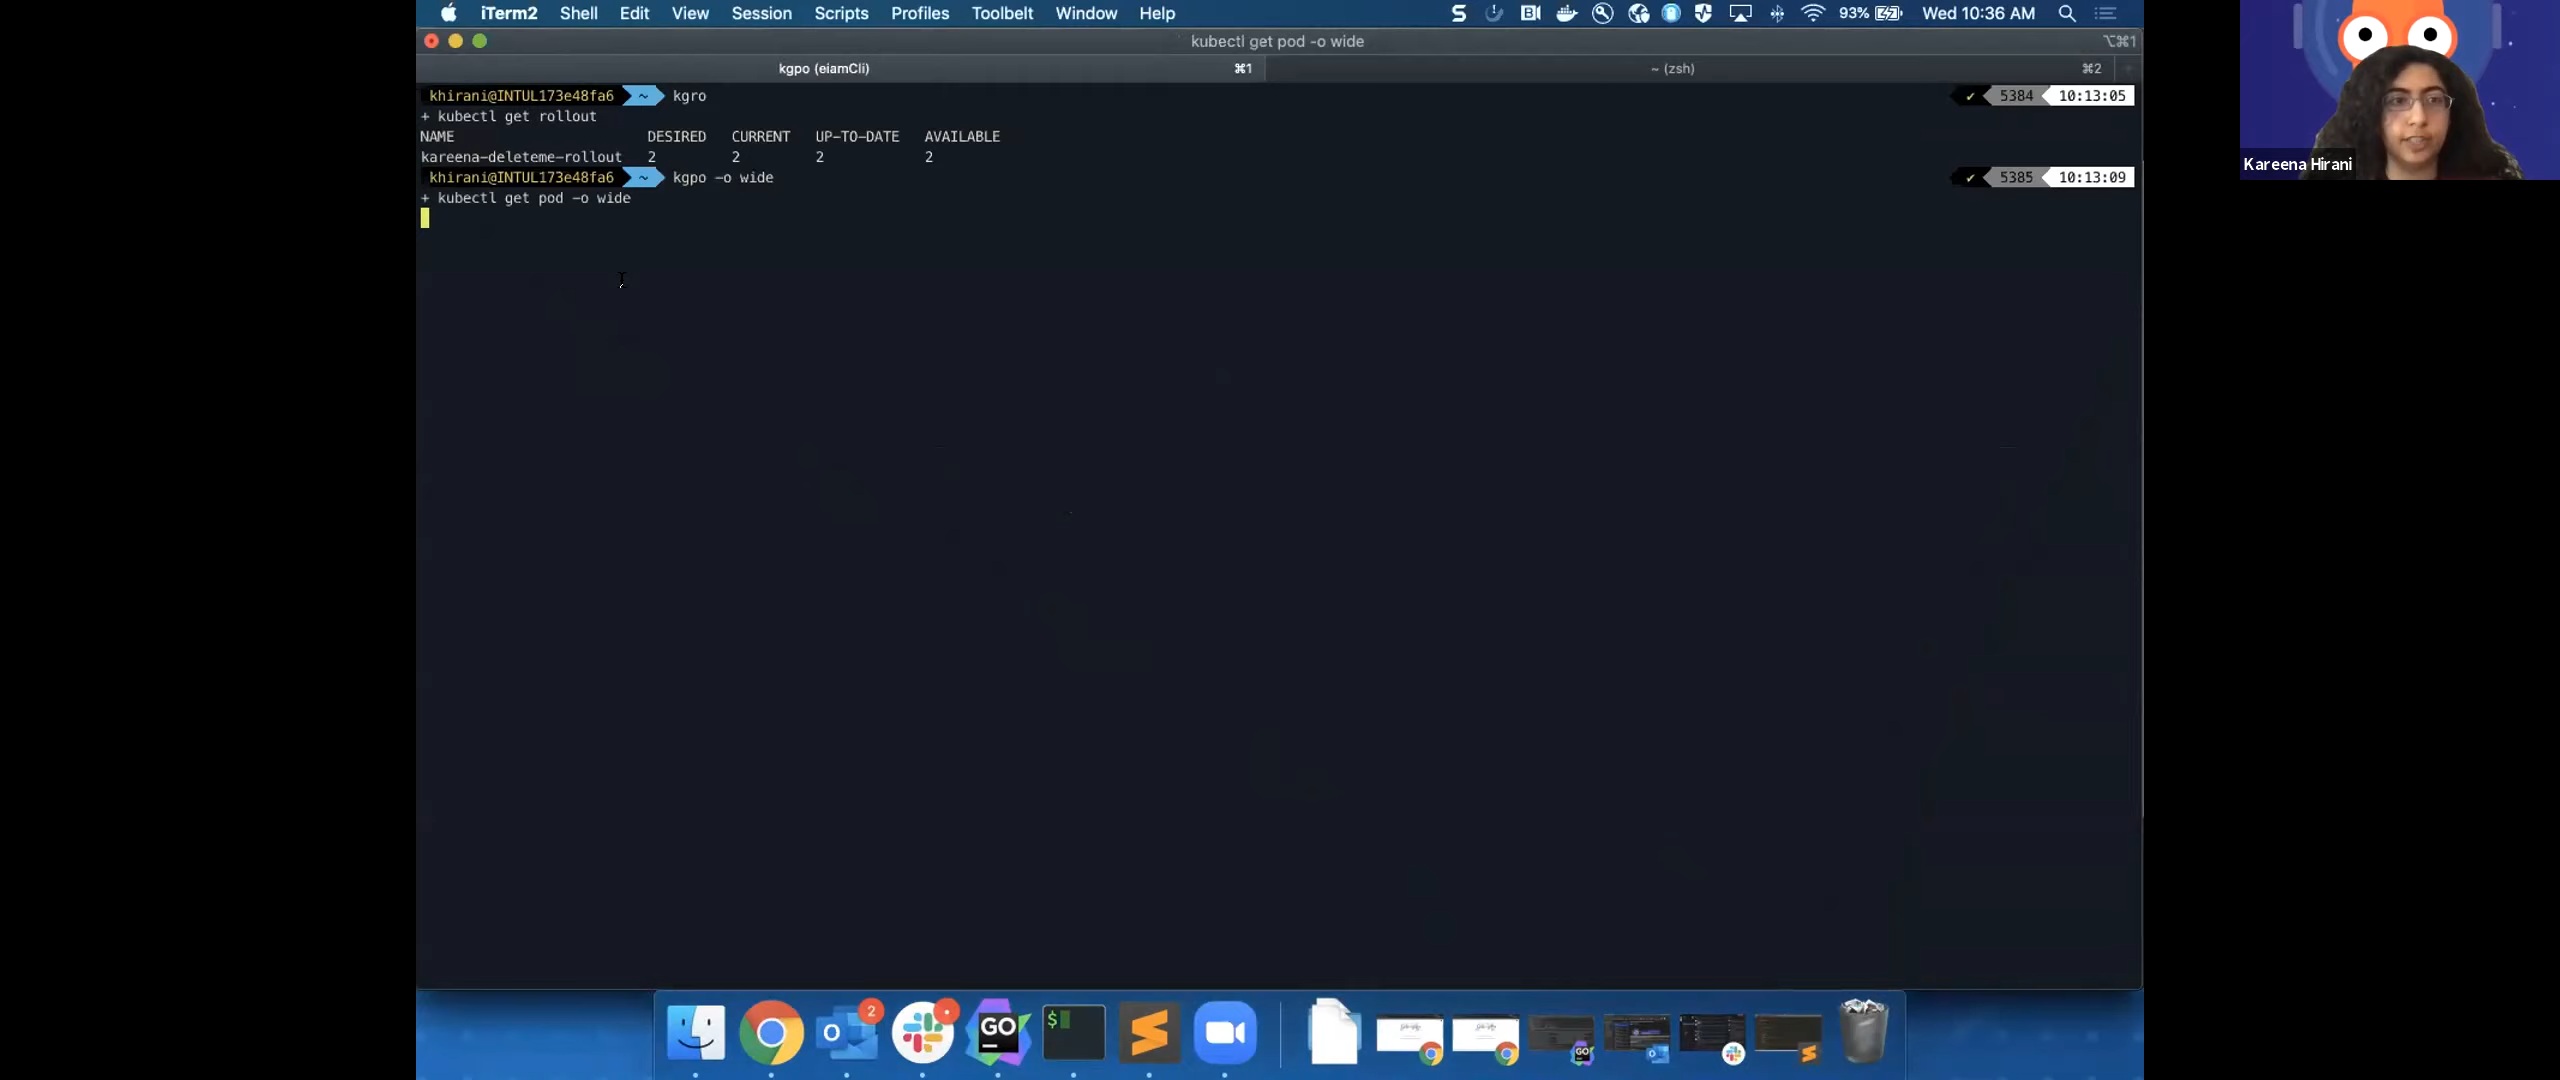 iTerm2 Shell Edit View Session Scripts Profiles Toolbelt Window Help 93% Wed 10:36 AM
kubectl get pod -o wide ⌥⌘1
kgpo (eiamCli) ⌘1 ~ (zsh) ⌘2
khirani@INTUL173e48fa6 ~ kgro ✔ 5384 10:13:05
+ kubectl get rollout
NAME DESIRED CURRENT UP-TO-DATE AVAILABLE
kareena-deleteme-rollout 2 2 2 2
khirani@INTUL173e48fa6 ~ kgpo -o wide ✔ 5385 10:13:09
+ kubectl get pod -o wide
Kareena Hirani
2
GO
$